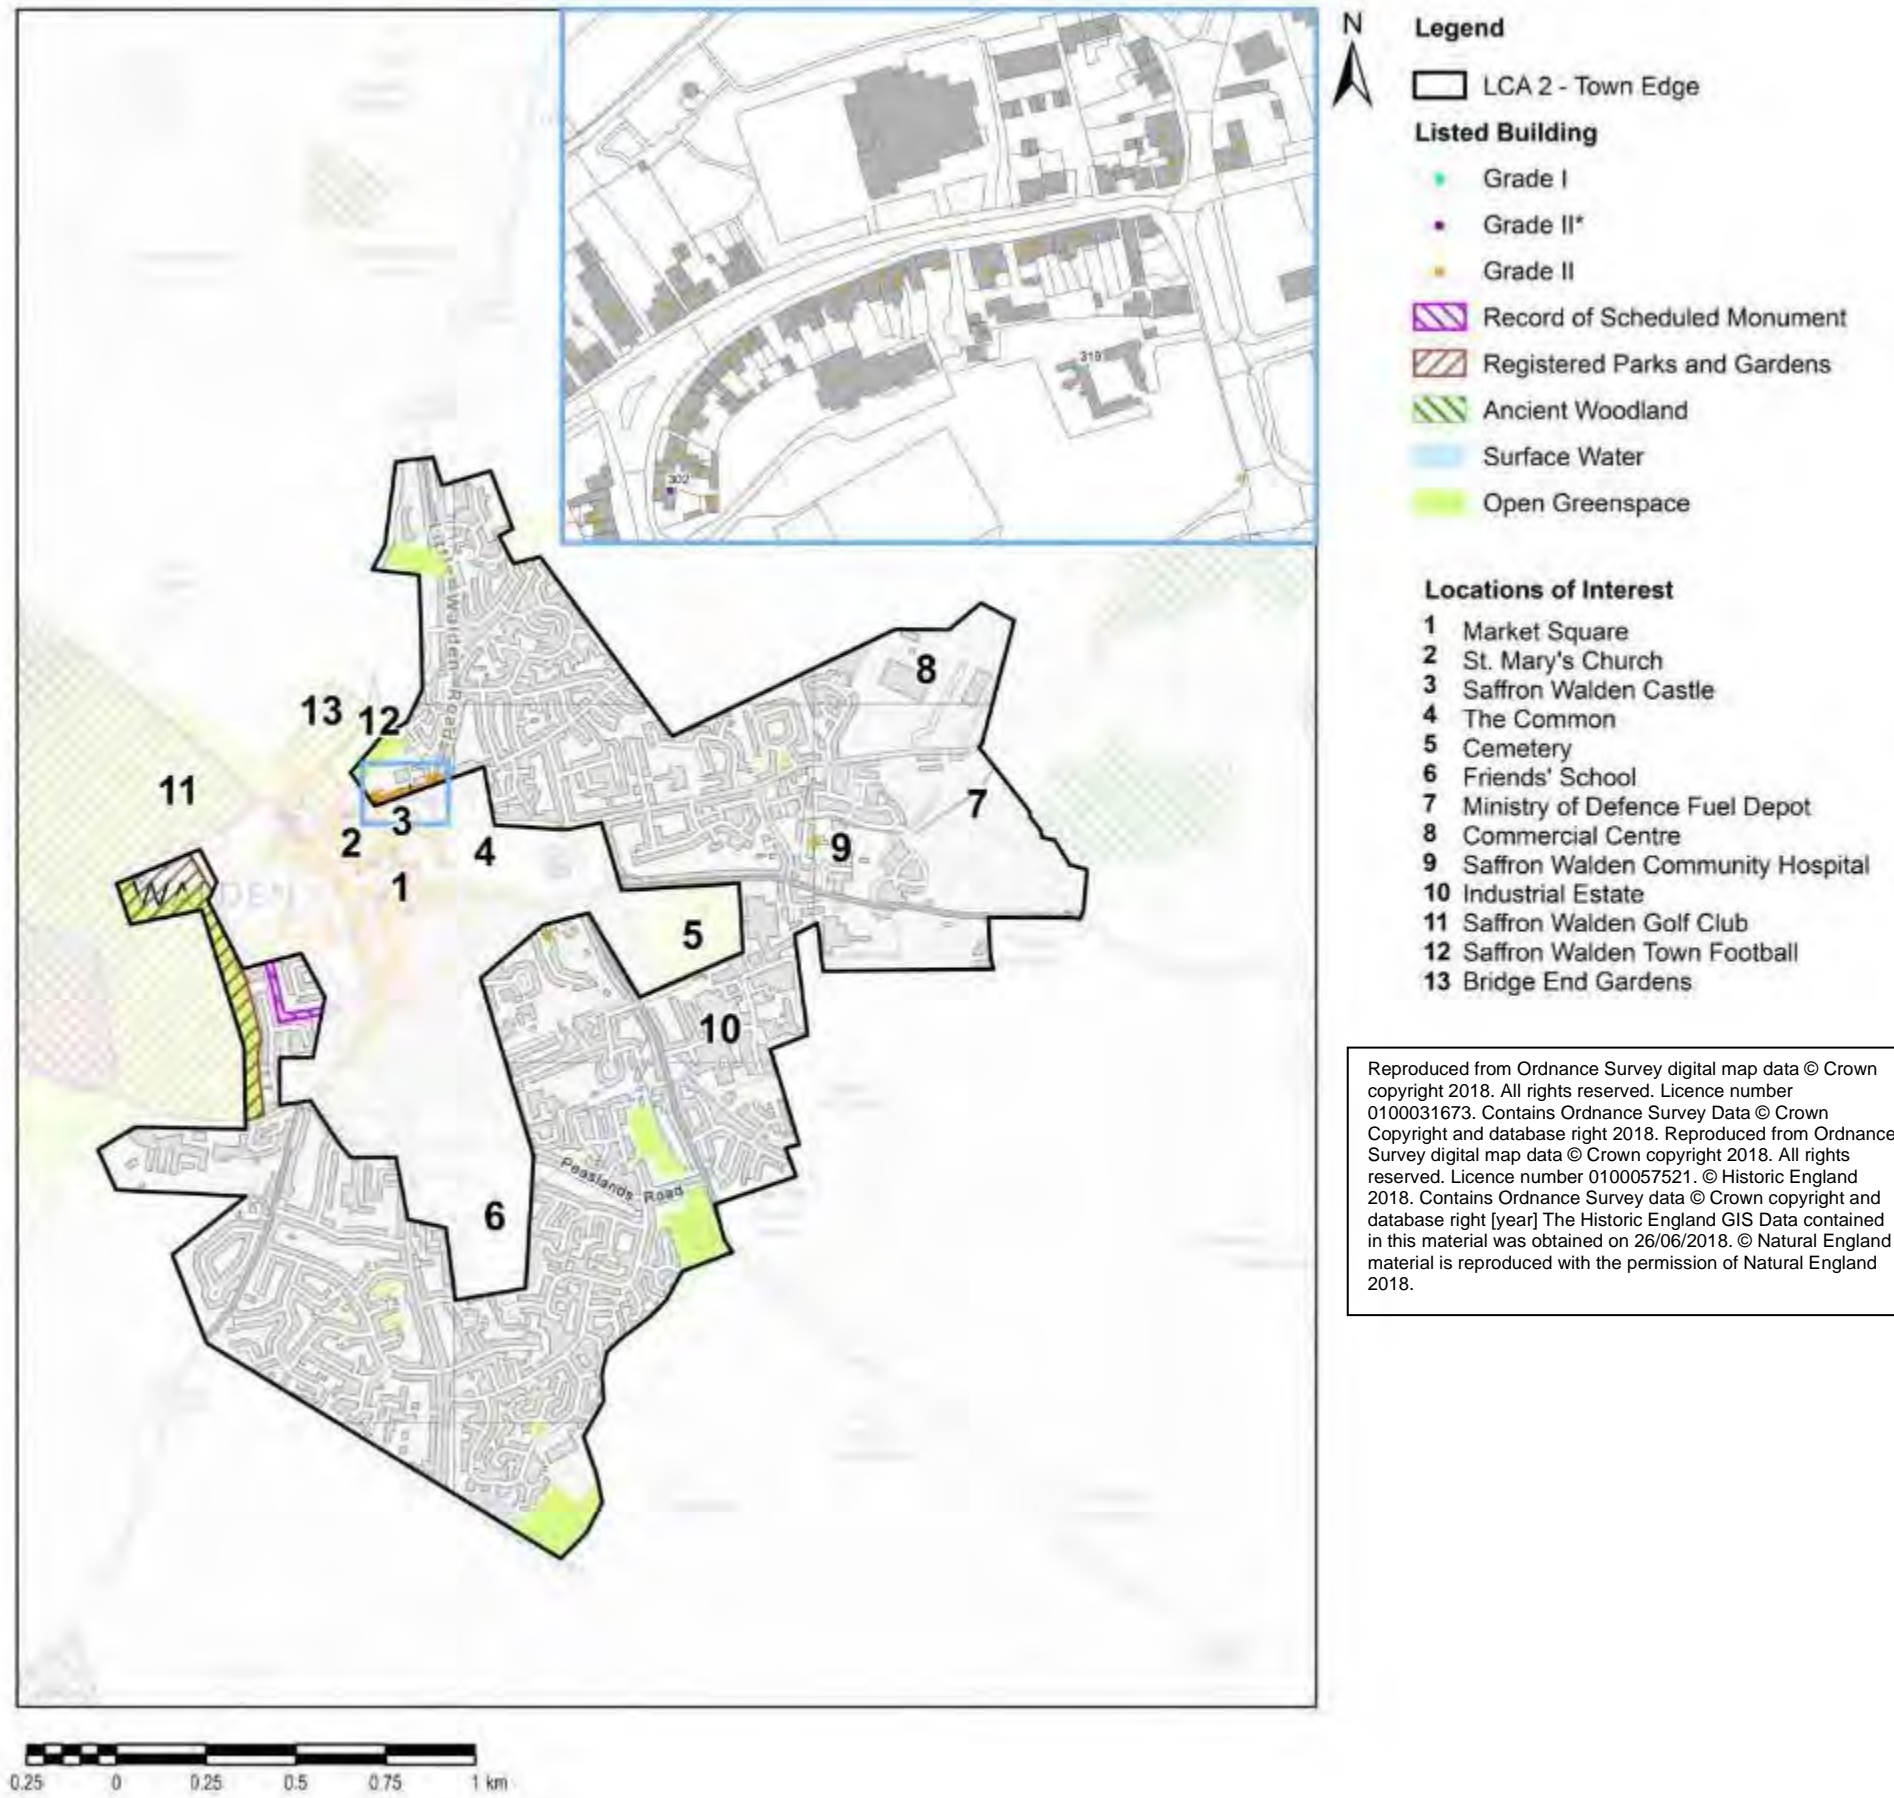 N
Legend
LCA 2 - Town Edge
Listed Building
Grade I
Grade II*
Grade II
Record of Scheduled Monument
Registered Parks and Gardens
Ancient Woodland
Surface Water
Open Greenspace
Locations of Interest
1 Market Square
2 St. Mary's Church
3 Saffron Walden Castle
4 The Common
5 Cemetery
6 Friends' School
7 Ministry of Defence Fuel Depot
8 Commercial Centre
9 Saffron Walden Community Hospital
10 Industrial Estate
11 Saffron Walden Golf Club
12 Saffron Walden Town Football
13 Bridge End Gardens
Reproduced from Ordnance Survey digital map data © Crown
copyright 2018. All rights reserved. Licence number
0100031673. Contains Ordnance Survey Data © Crown
Copyright and database right 2018. Reproduced from Ordnance
Survey digital map data © Crown copyright 2018. All rights
reserved. Licence number 0100057521. © Historic England
2018. Contains Ordnance Survey data © Crown copyright and
database right [year] The Historic England GIS Data contained
in this material was obtained on 26/06/2018. © Natural England
material is reproduced with the permission of Natural England
2018.
319
302
8
13
12
11
7
3
2
4
9
1
WALDEN
5
10
Peaslands Road
6
Walden Road
0.25 0 0.25 0.5 0.75 1 km